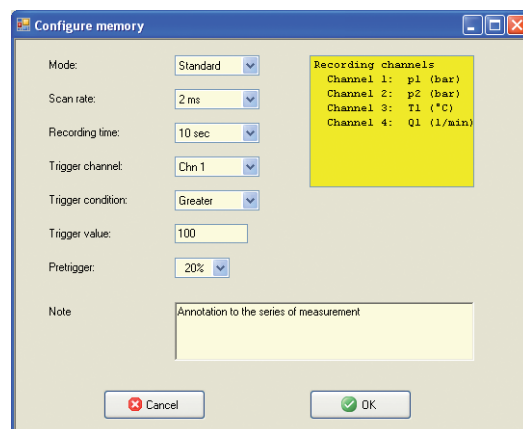 Configure memory
Mode: Standard
Scan rate: 2 ms
Recording time: 10 sec
Trigger channel: Chn 1
Trigger condition: Greater
Trigger value: 100
Pretrigger: 20%
Recording channels
Channel 1: p1 (bar)
Channel 2: p2 (bar)
Channel 3: T1 (°C)
Channel 4: Q1 (l/min)
Note
Annotation to the series of measurement
Cancel
OK